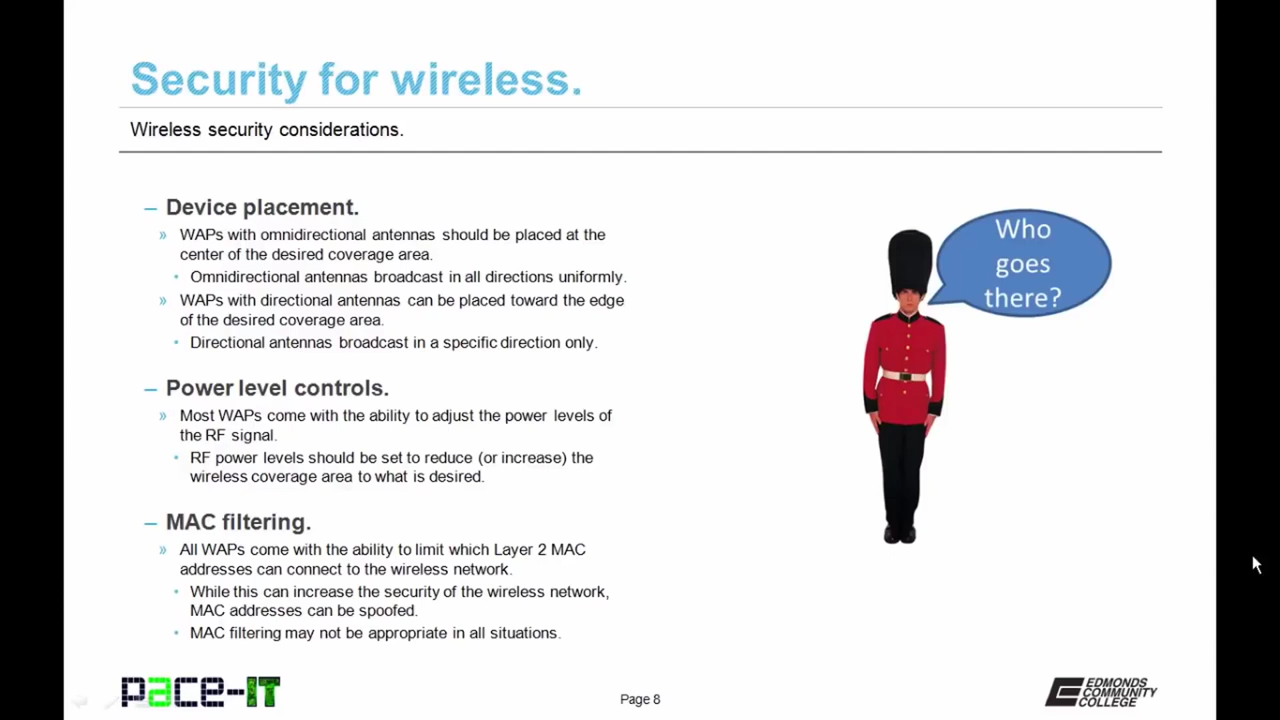 Security for wireless.
Wireless security considerations.
– Device placement.
» WAPs with omnidirectional antennas should be placed at the
center of the desired coverage area.
• Omnidirectional antennas broadcast in all directions uniformly.
» WAPs with directional antennas can be placed toward the edge
of the desired coverage area.
• Directional antennas broadcast in a specific direction only.
– Power level controls.
» Most WAPs come with the ability to adjust the power levels of
the RF signal.
• RF power levels should be set to reduce (or increase) the
wireless coverage area to what is desired.
– MAC filtering.
» All WAPs come with the ability to limit which Layer 2 MAC
addresses can connect to the wireless network.
• While this can increase the security of the wireless network,
MAC addresses can be spoofed.
• MAC filtering may not be appropriate in all situations.
Who
goes
there?
pace-IT
Page 8
EDMONDS
COMMUNITY
COLLEGE